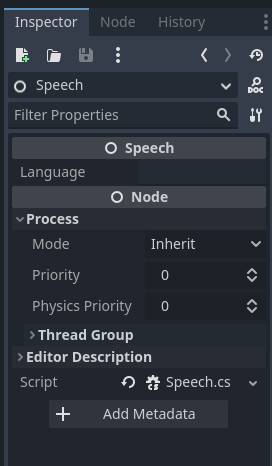 Inspector Node History
Speech
DOC
Filter Properties
Speech
Language
Node
Process
Mode Inherit
Priority 0
Physics Priority 0
Thread Group
Editor Description
Script Speech.cs
Add Metadata